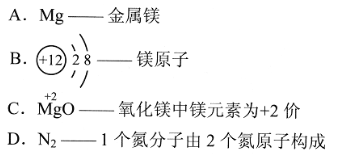 A．Mg —— 金属镁
B．+12 2 8 —— 镁原子
+2
C．MgO —— 氧化镁中镁元素为+2 价
D．N₂ —— 1 个氮分子由 2 个氮原子构成